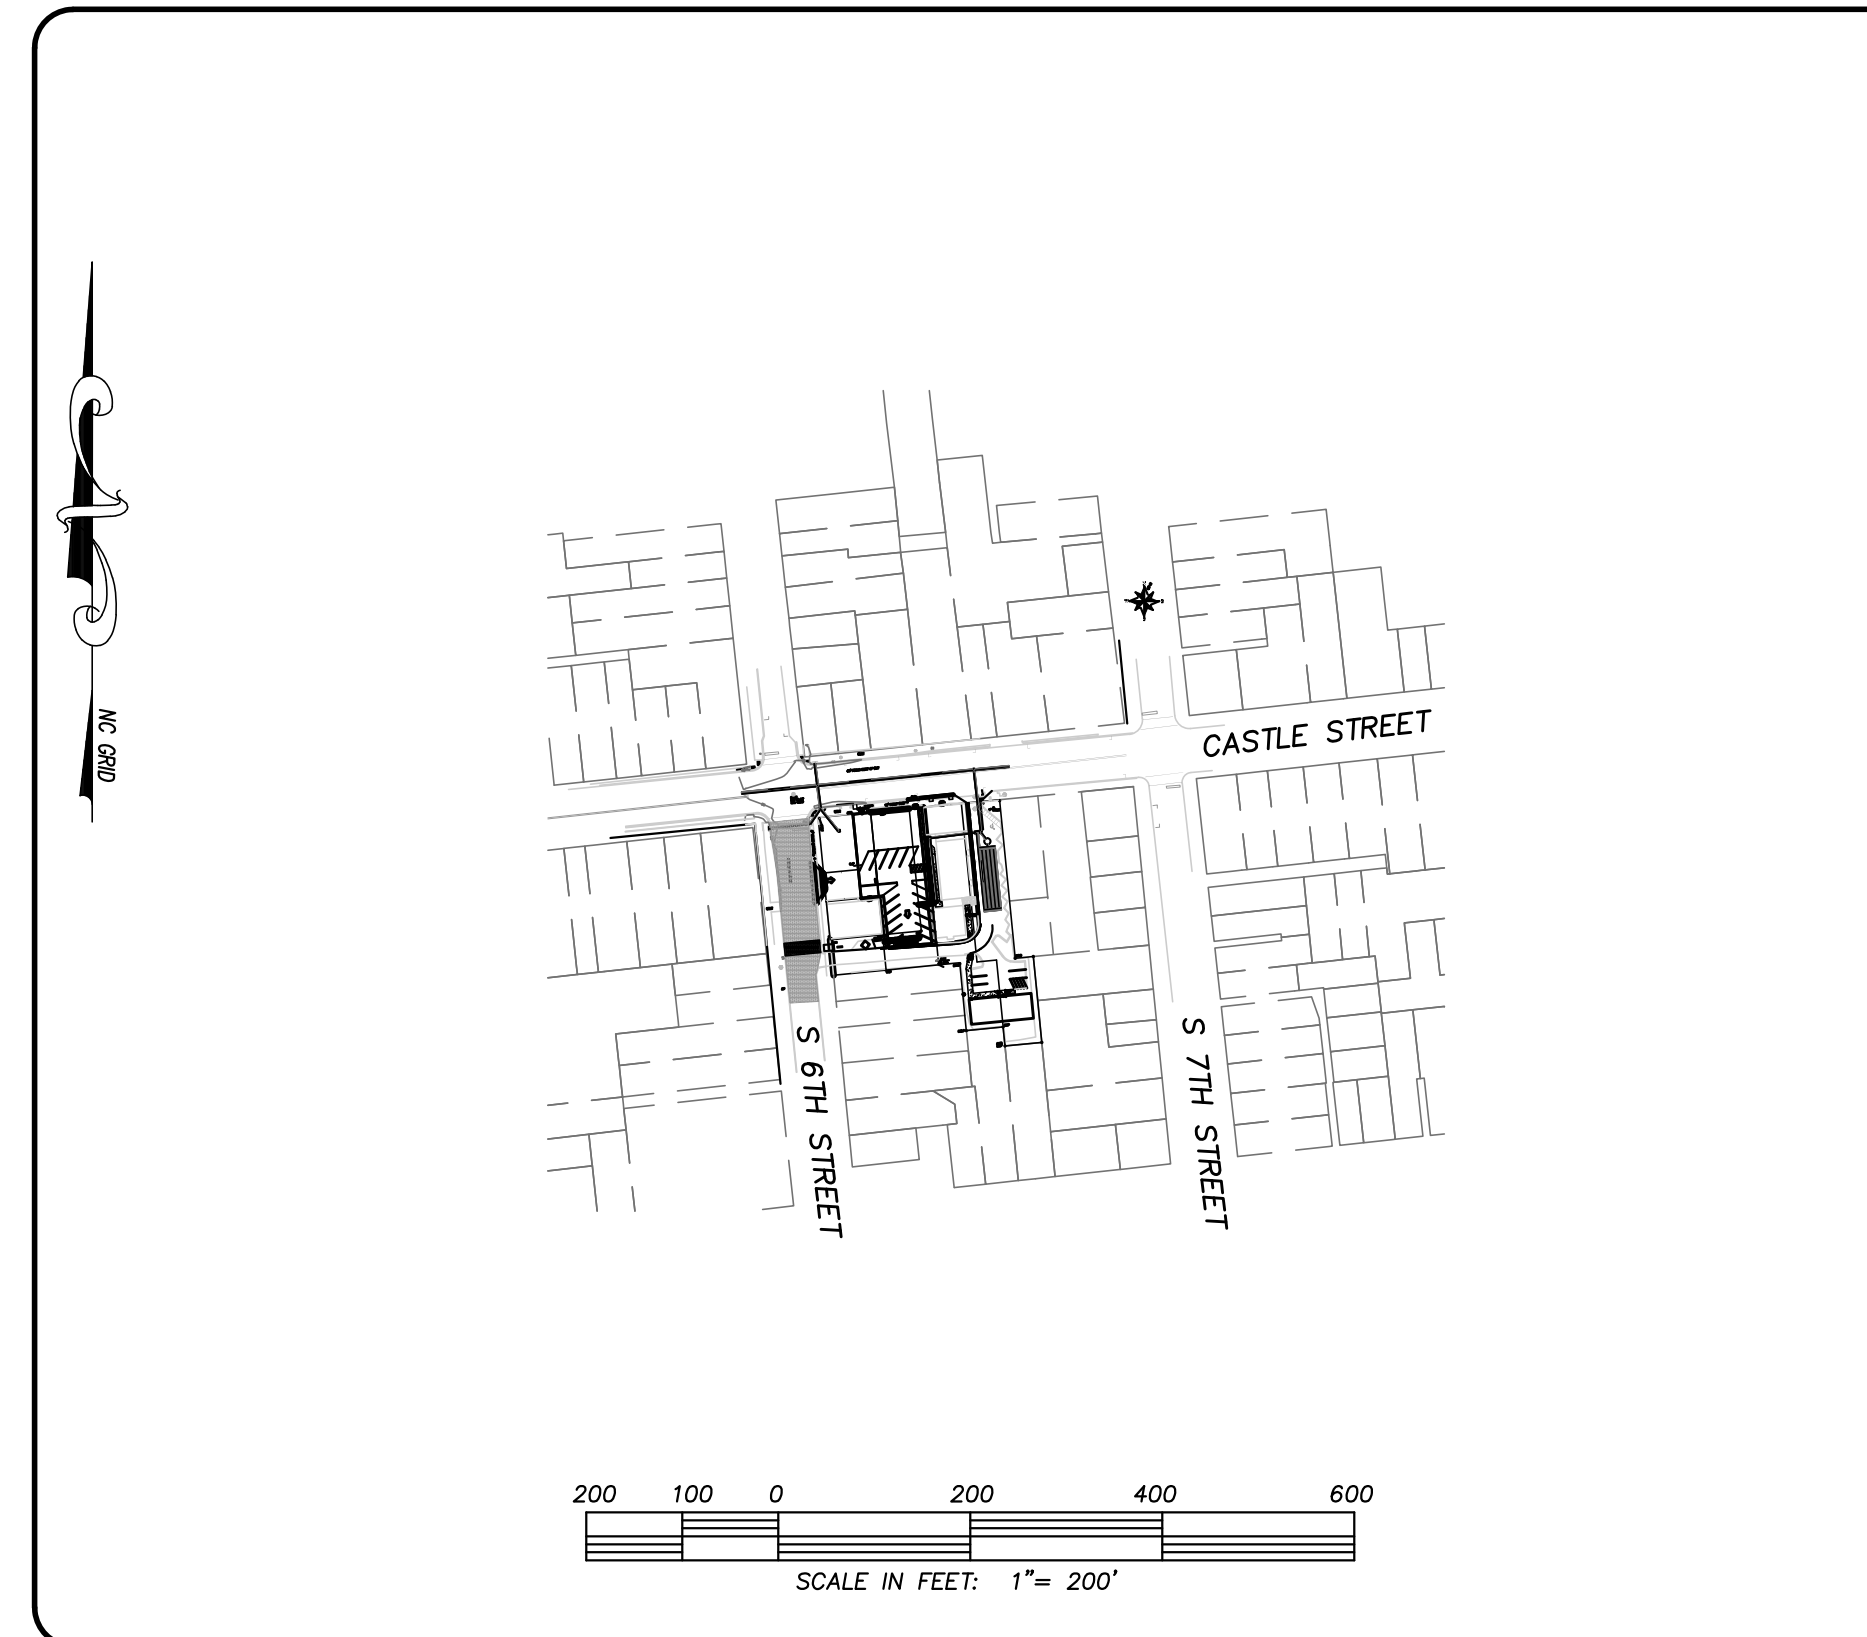 NC GRID
CASTLE STREET
S 6TH STREET
S 7TH STREET
200 100 0 200 400 600
SCALE IN FEET: 1"= 200'